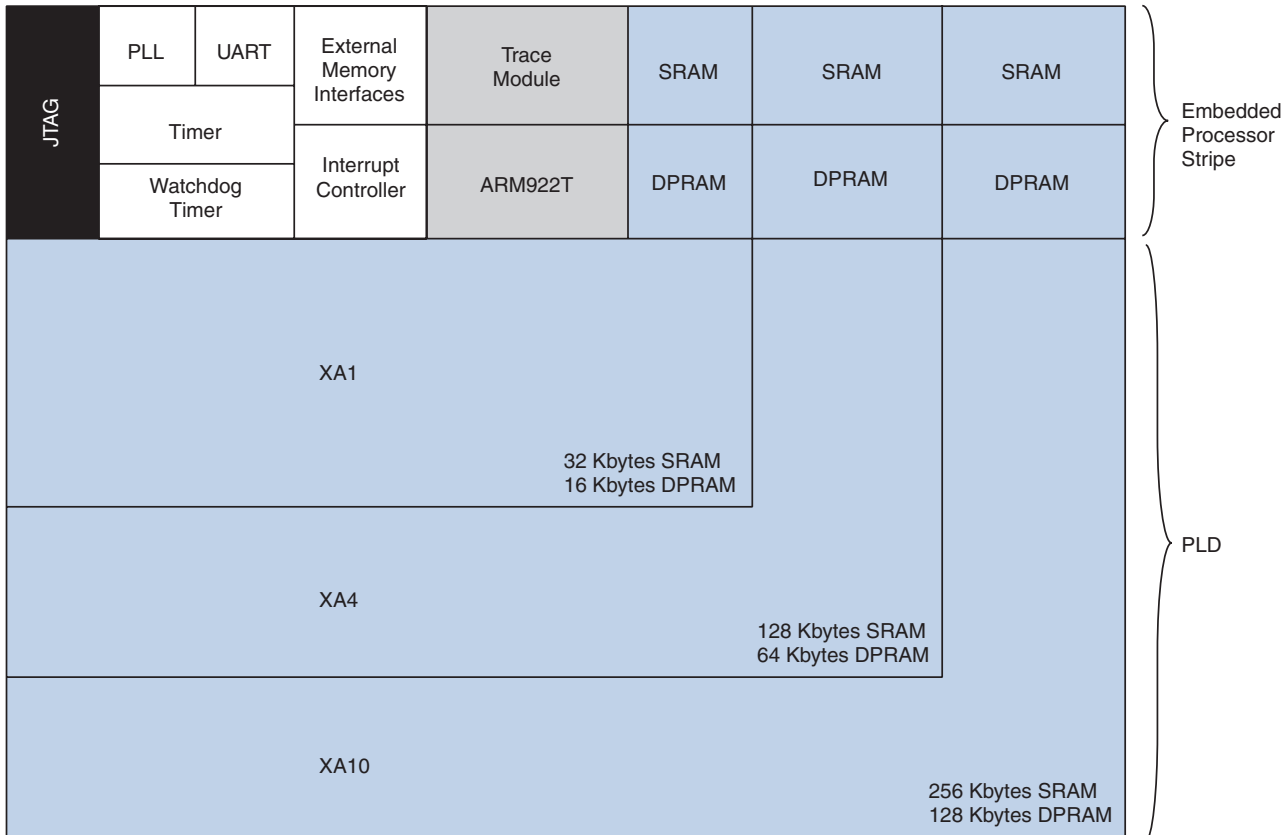 JTAG
PLL
UART
External
Memory
Interfaces
Trace
Module
SRAM
SRAM
SRAM
Timer
Watchdog
Timer
Interrupt
Controller
ARM922T
DPRAM
DPRAM
DPRAM
Embedded
Processor
Stripe
XA1
32 Kbytes SRAM
16 Kbytes DPRAM
XA4
128 Kbytes SRAM
64 Kbytes DPRAM
PLD
XA10
256 Kbytes SRAM
128 Kbytes DPRAM